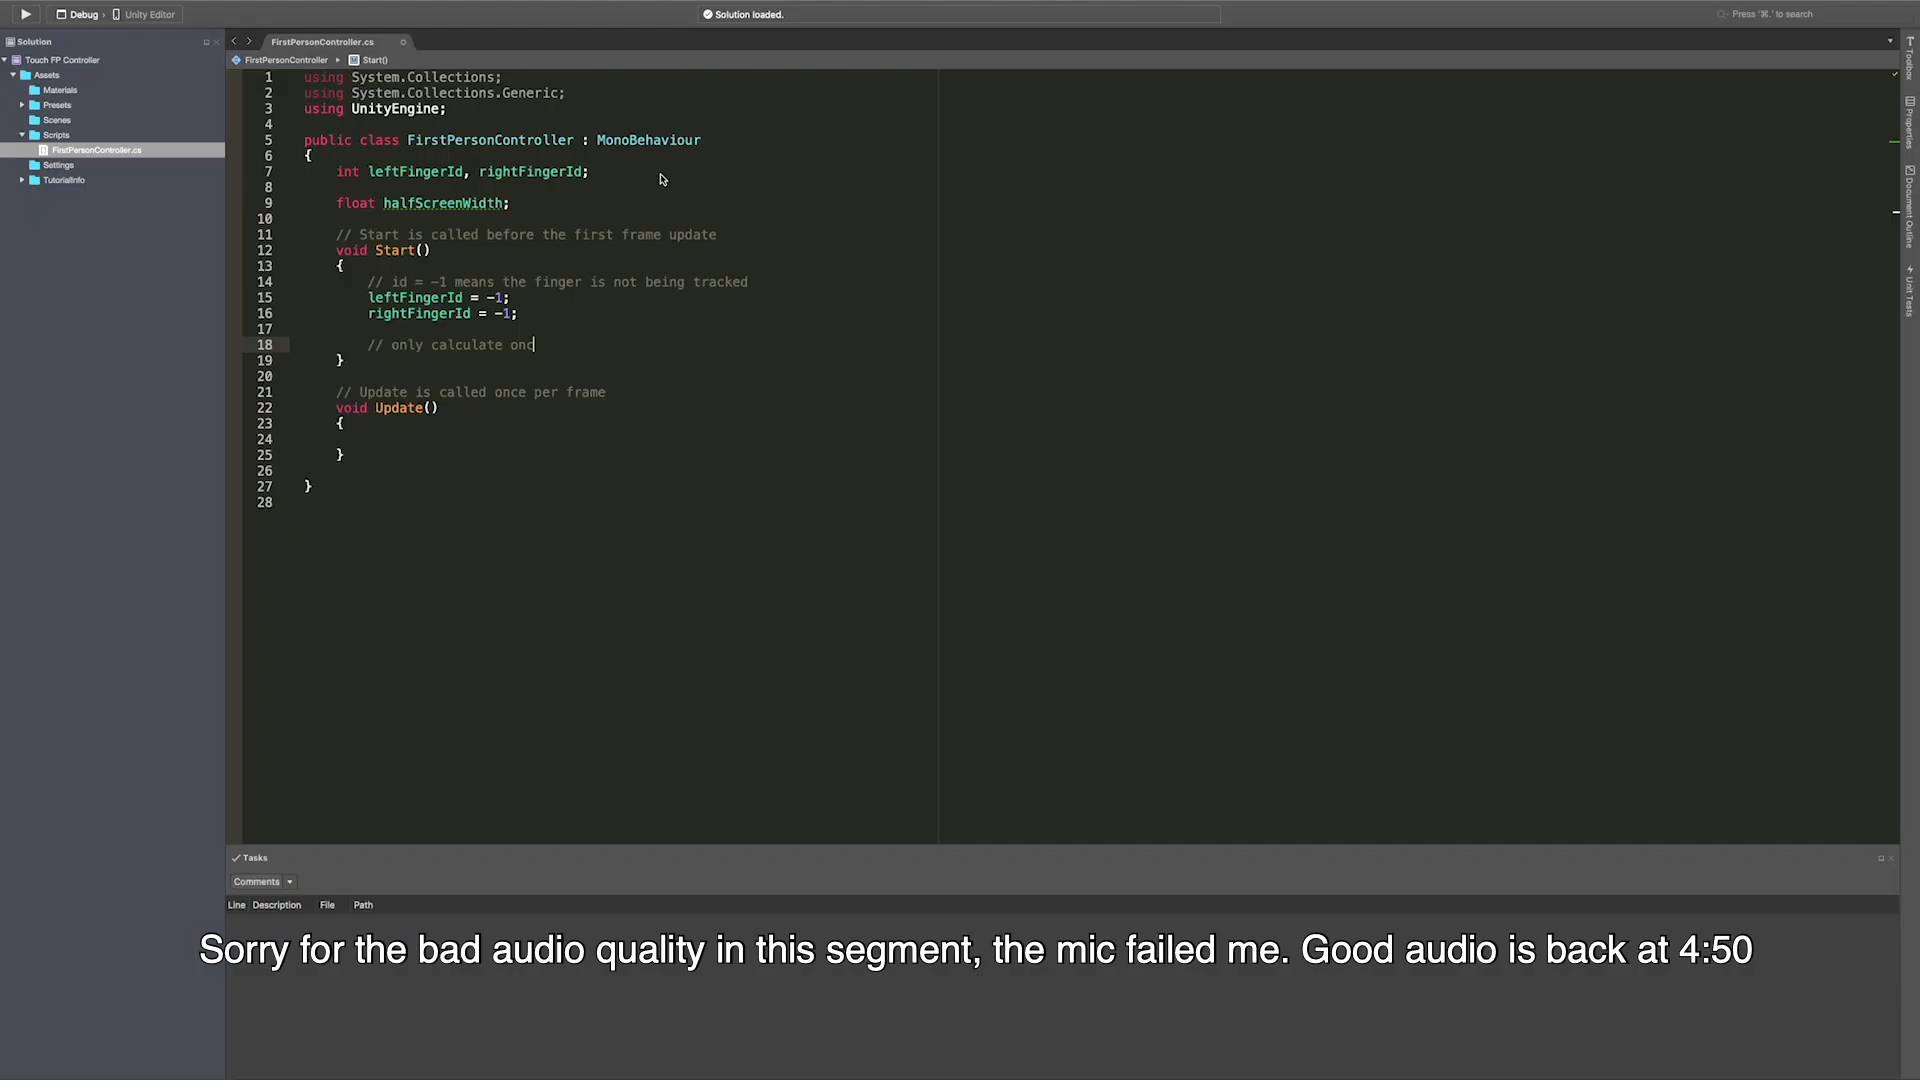 Debug › Unity Editor
Solution loaded.
Press '⌘.' to search
Solution
Touch FP Controller
Assets
Materials
Presets
Scenes
Scripts
FirstPersonController.cs
Settings
TutorialInfo
FirstPersonController.cs
FirstPersonController
Start()
1 using System.Collections;
2 using System.Collections.Generic;
3 using UnityEngine;
4
5 public class FirstPersonController : MonoBehaviour
6 {
7 int leftFingerId, rightFingerId;
8
9 float halfScreenWidth;
10
11 // Start is called before the first frame update
12 void Start()
13 {
14 // id = -1 means the finger is not being tracked
15 leftFingerId = -1;
16 rightFingerId = -1;
17
18 // only calculate onc
19 }
20
21 // Update is called once per frame
22 void Update()
23 {
24
25 }
26
27 }
28
Toolbox
Properties
Document Outline
Unit Tests
Tasks
Comments
Line Description File Path
Sorry for the bad audio quality in this segment, the mic failed me. Good audio is back at 4:50